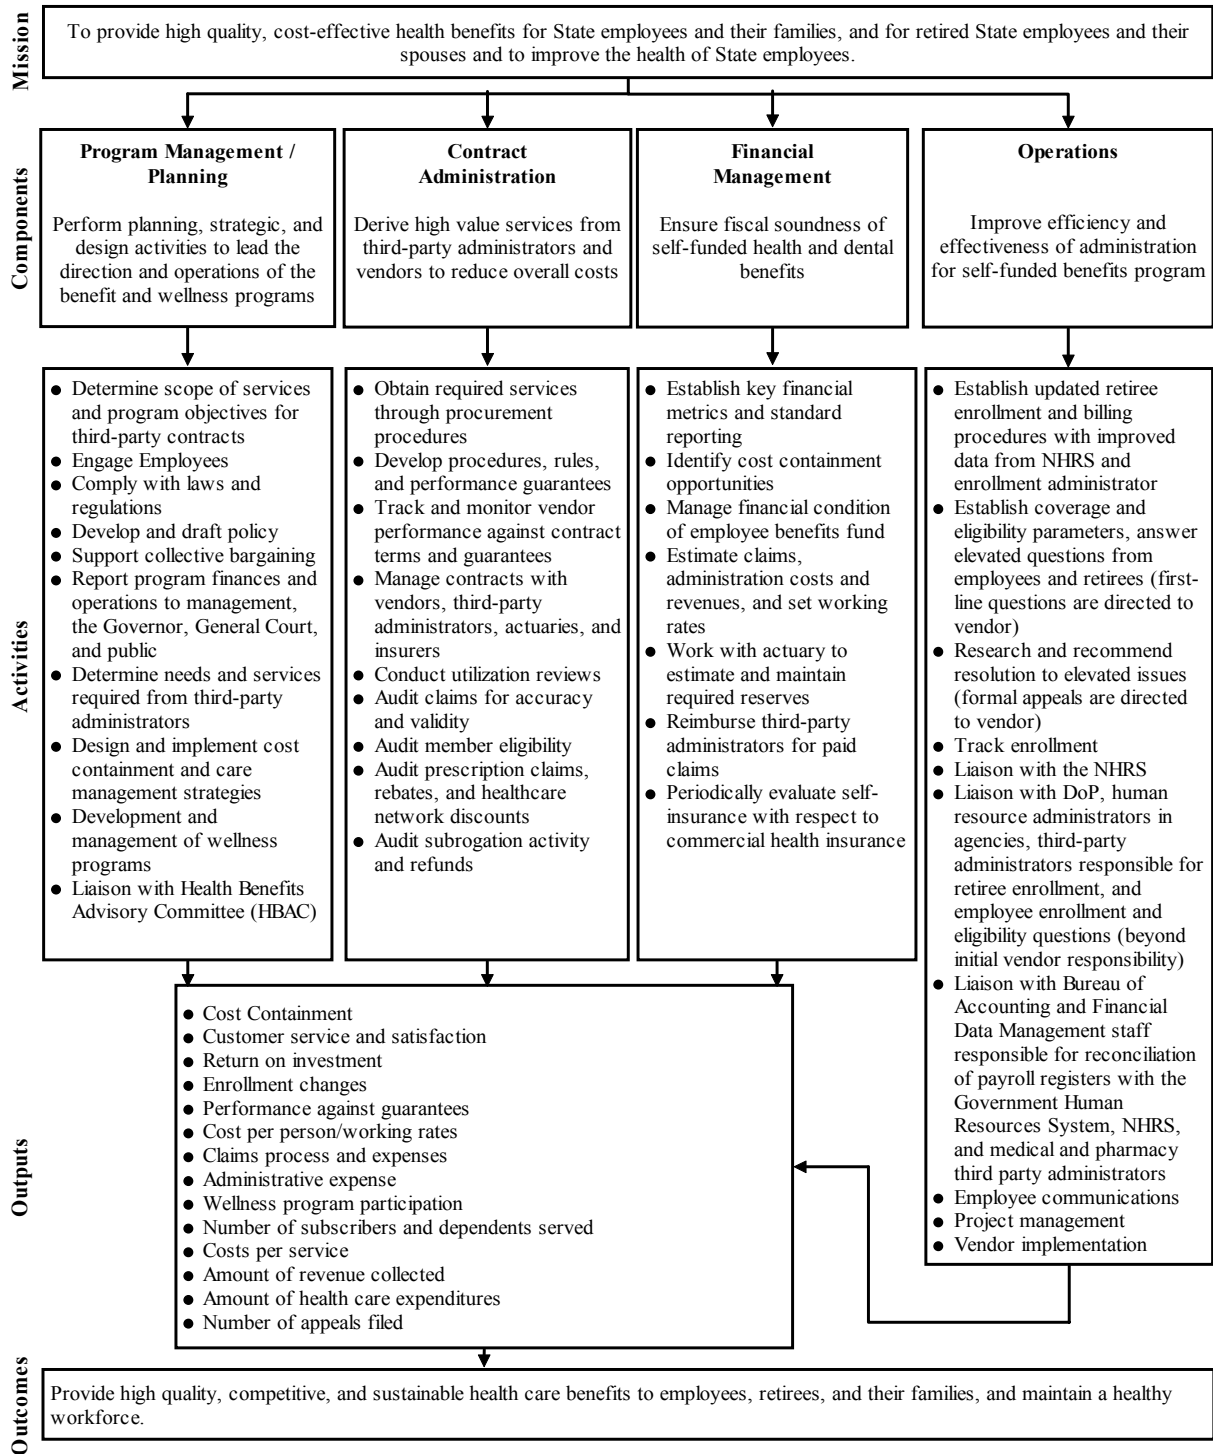 Mission
To provide high quality, cost-effective health benefits for State employees and their families, and for retired State employees and their
spouses and to improve the health of State employees.
Components
Program Management /
Planning
Perform planning, strategic, and
design activities to lead the
direction and operations of the
benefit and wellness programs
Contract
Administration
Derive high value services from
third-party administrators and
vendors to reduce overall costs
Financial
Management
Ensure fiscal soundness of
self-funded health and dental
benefits
Operations
Improve efficiency and
effectiveness of administration
for self-funded benefits program
Activities
● Determine scope of services
and program objectives for
third-party contracts
● Engage Employees
● Comply with laws and
regulations
● Develop and draft policy
● Support collective bargaining
● Report program finances and
operations to management,
the Governor, General Court,
and public
● Determine needs and services
required from third-party
administrators
● Design and implement cost
containment and care
management strategies
● Development and
management of wellness
programs
● Liaison with Health Benefits
Advisory Committee (HBAC)
● Obtain required services
through procurement
procedures
● Develop procedures, rules,
and performance guarantees
● Track and monitor vendor
performance against contract
terms and guarantees
● Manage contracts with
vendors, third-party
administrators, actuaries, and
insurers
● Conduct utilization reviews
● Audit claims for accuracy
and validity
● Audit member eligibility
● Audit prescription claims,
rebates, and healthcare
network discounts
● Audit subrogation activity
and refunds
● Establish key financial
metrics and standard
reporting
● Identify cost containment
opportunities
● Manage financial condition
of employee benefits fund
● Estimate claims,
administration costs and
revenues, and set working
rates
● Work with actuary to
estimate and maintain
required reserves
● Reimburse third-party
administrators for paid
claims
● Periodically evaluate self-
insurance with respect to
commercial health insurance
● Establish updated retiree
enrollment and billing
procedures with improved
data from NHRS and
enrollment administrator
● Establish coverage and
eligibility parameters, answer
elevated questions from
employees and retirees (first-
line questions are directed to
vendor)
● Research and recommend
resolution to elevated issues
(formal appeals are directed
to vendor)
● Track enrollment
● Liaison with the NHRS
● Liaison with DoP, human
resource administrators in
agencies, third-party
administrators responsible for
retiree enrollment, and
employee enrollment and
eligibility questions (beyond
initial vendor responsibility)
● Liaison with Bureau of
Accounting and Financial
Data Management staff
responsible for reconciliation
of payroll registers with the
Government Human
Resources System, NHRS,
and medical and pharmacy
third party administrators
● Employee communications
● Project management
● Vendor implementation
Outputs
● Cost Containment
● Customer service and satisfaction
● Return on investment
● Enrollment changes
● Performance against guarantees
● Cost per person/working rates
● Claims process and expenses
● Administrative expense
● Wellness program participation
● Number of subscribers and dependents served
● Costs per service
● Amount of revenue collected
● Amount of health care expenditures
● Number of appeals filed
Outcomes
Provide high quality, competitive, and sustainable health care benefits to employees, retirees, and their families, and maintain a healthy
workforce.